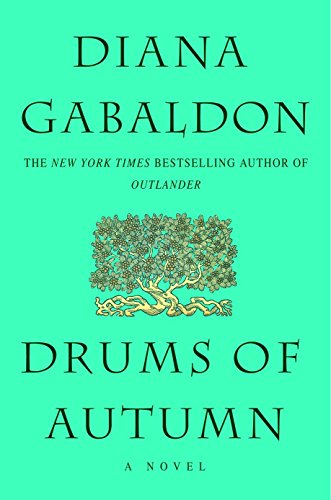 DIANA
GABALDON
THE NEW YORK TIMES BESTSELLING AUTHOR OF
OUTLANDER
DRUMS OF
AUTUMN
A NOVEL